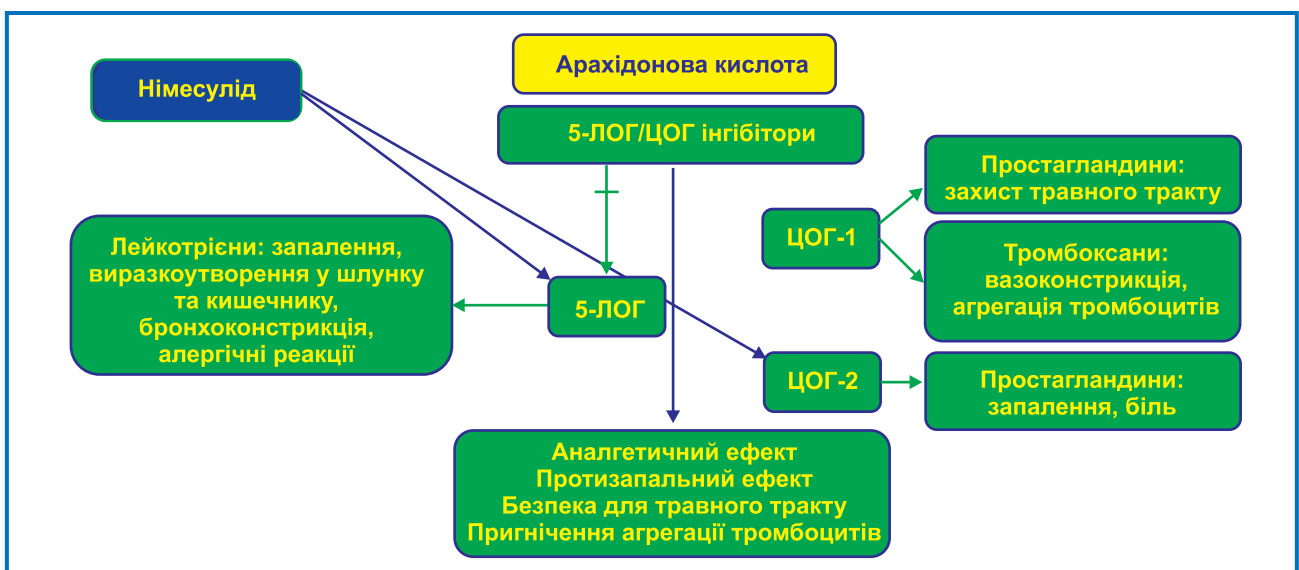 Арахідонова кислота
Німесулід
5-ЛОГ/ЦОГ інгібітори
Простагландини:
захист травного тракту
ЦОГ-1
Лейкотрієни: запалення,
виразкоутворення у шлунку
та кишечнику,
бронхоконстрикція,
алергічні реакції
Тромбоксани:
вазоконстрикція,
агрегація тромбоцитів
5-ЛОГ
ЦОГ-2
Простагландини:
запалення, біль
Аналгетичний ефект
Протизапальний ефект
Безпека для травного тракту
Пригнічення агрегації тромбоцитів